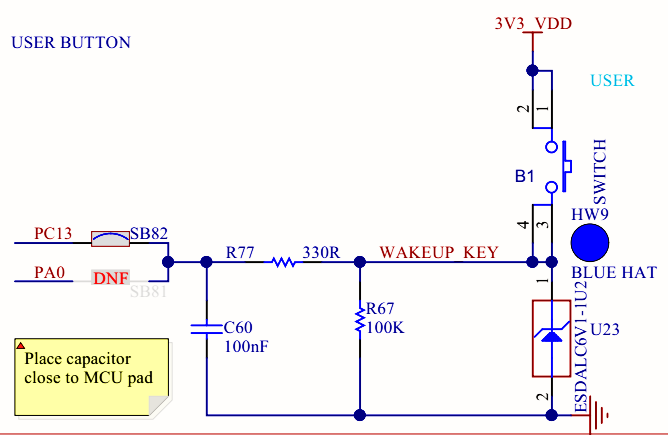 3V3_VDD
USER BUTTON
USER
2
1
B1
SWITCH
4
3
HW9
BLUE HAT
PC13
SB82
PA0
DNF
SB81
R77
330R
WAKEUP_KEY
1
R67
100K
C60
100nF
U23
ESDALC6V1-1U2
2
Place capacitor
close to MCU pad